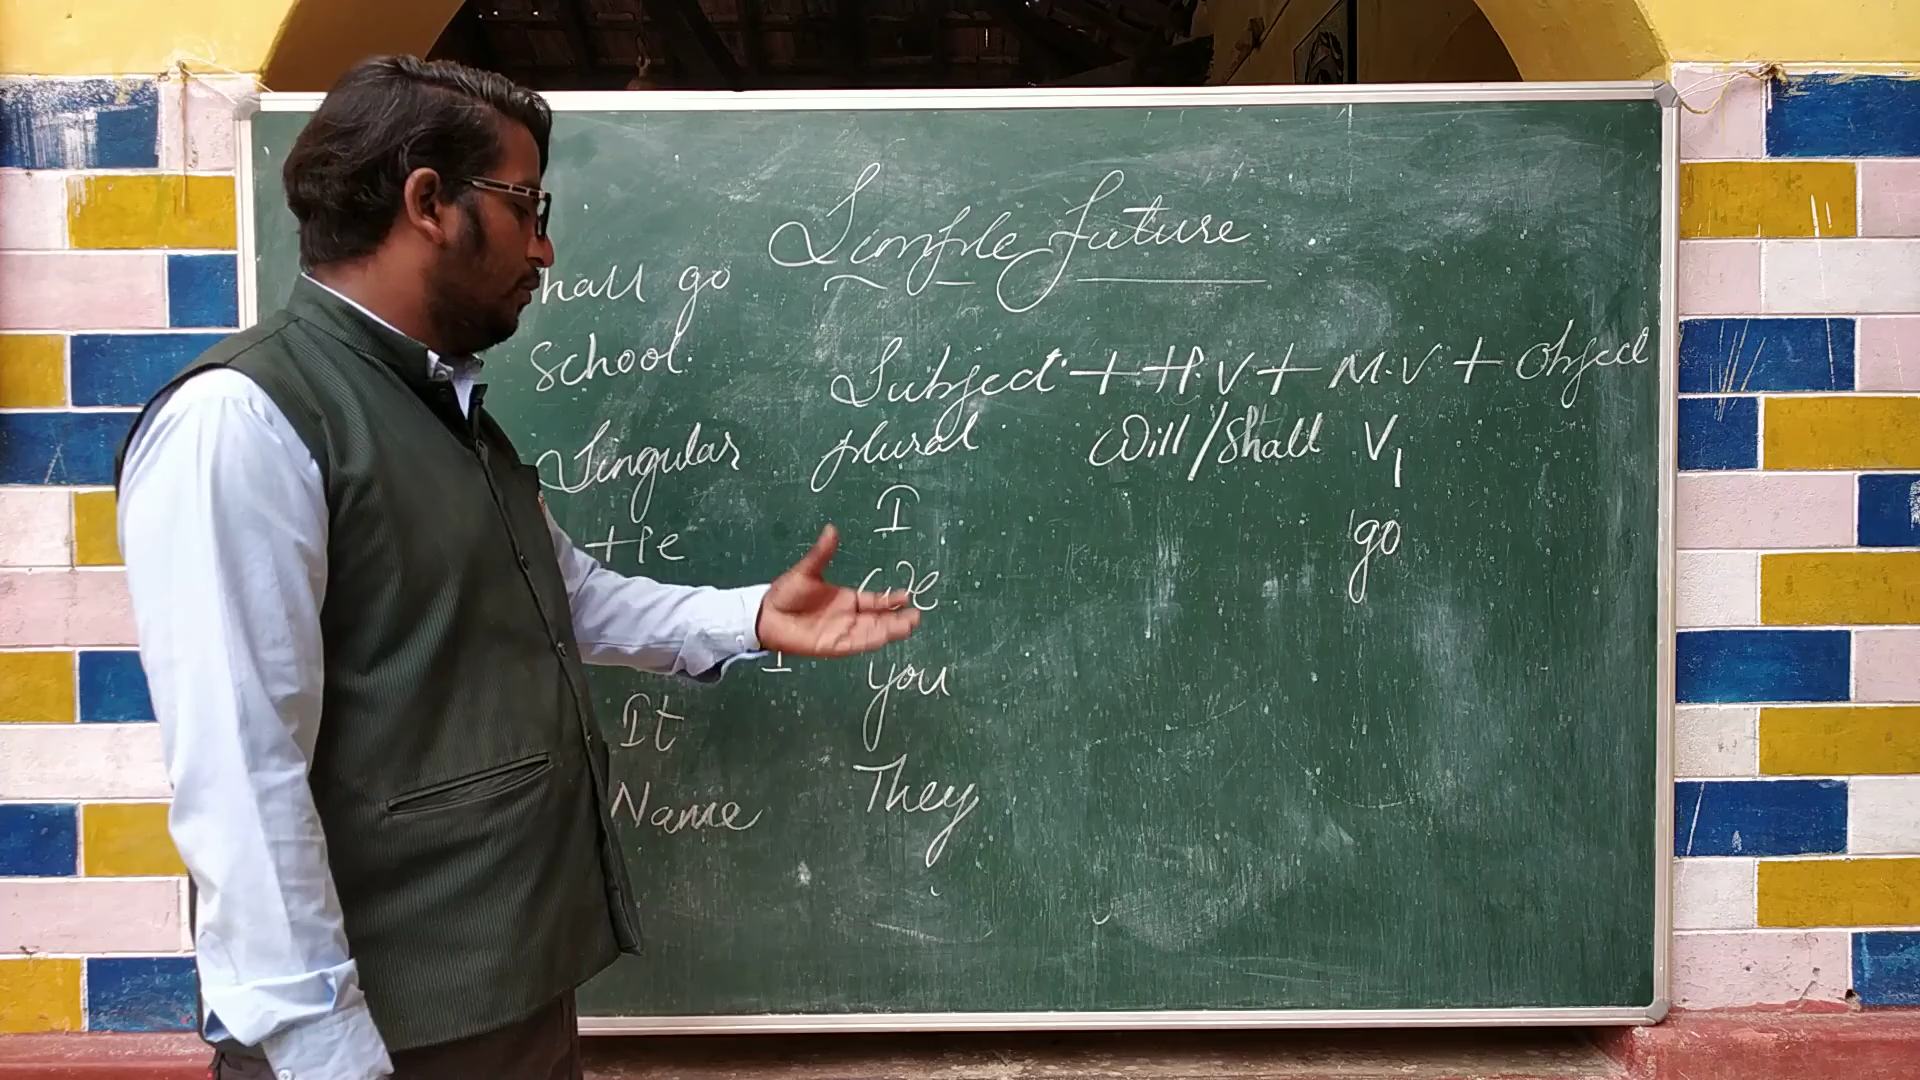 Simple future
hall go
School.
Subject + H.V + M.V + Object
Singular plural Will/Shall V1
He I go
We
I you
It
Name They